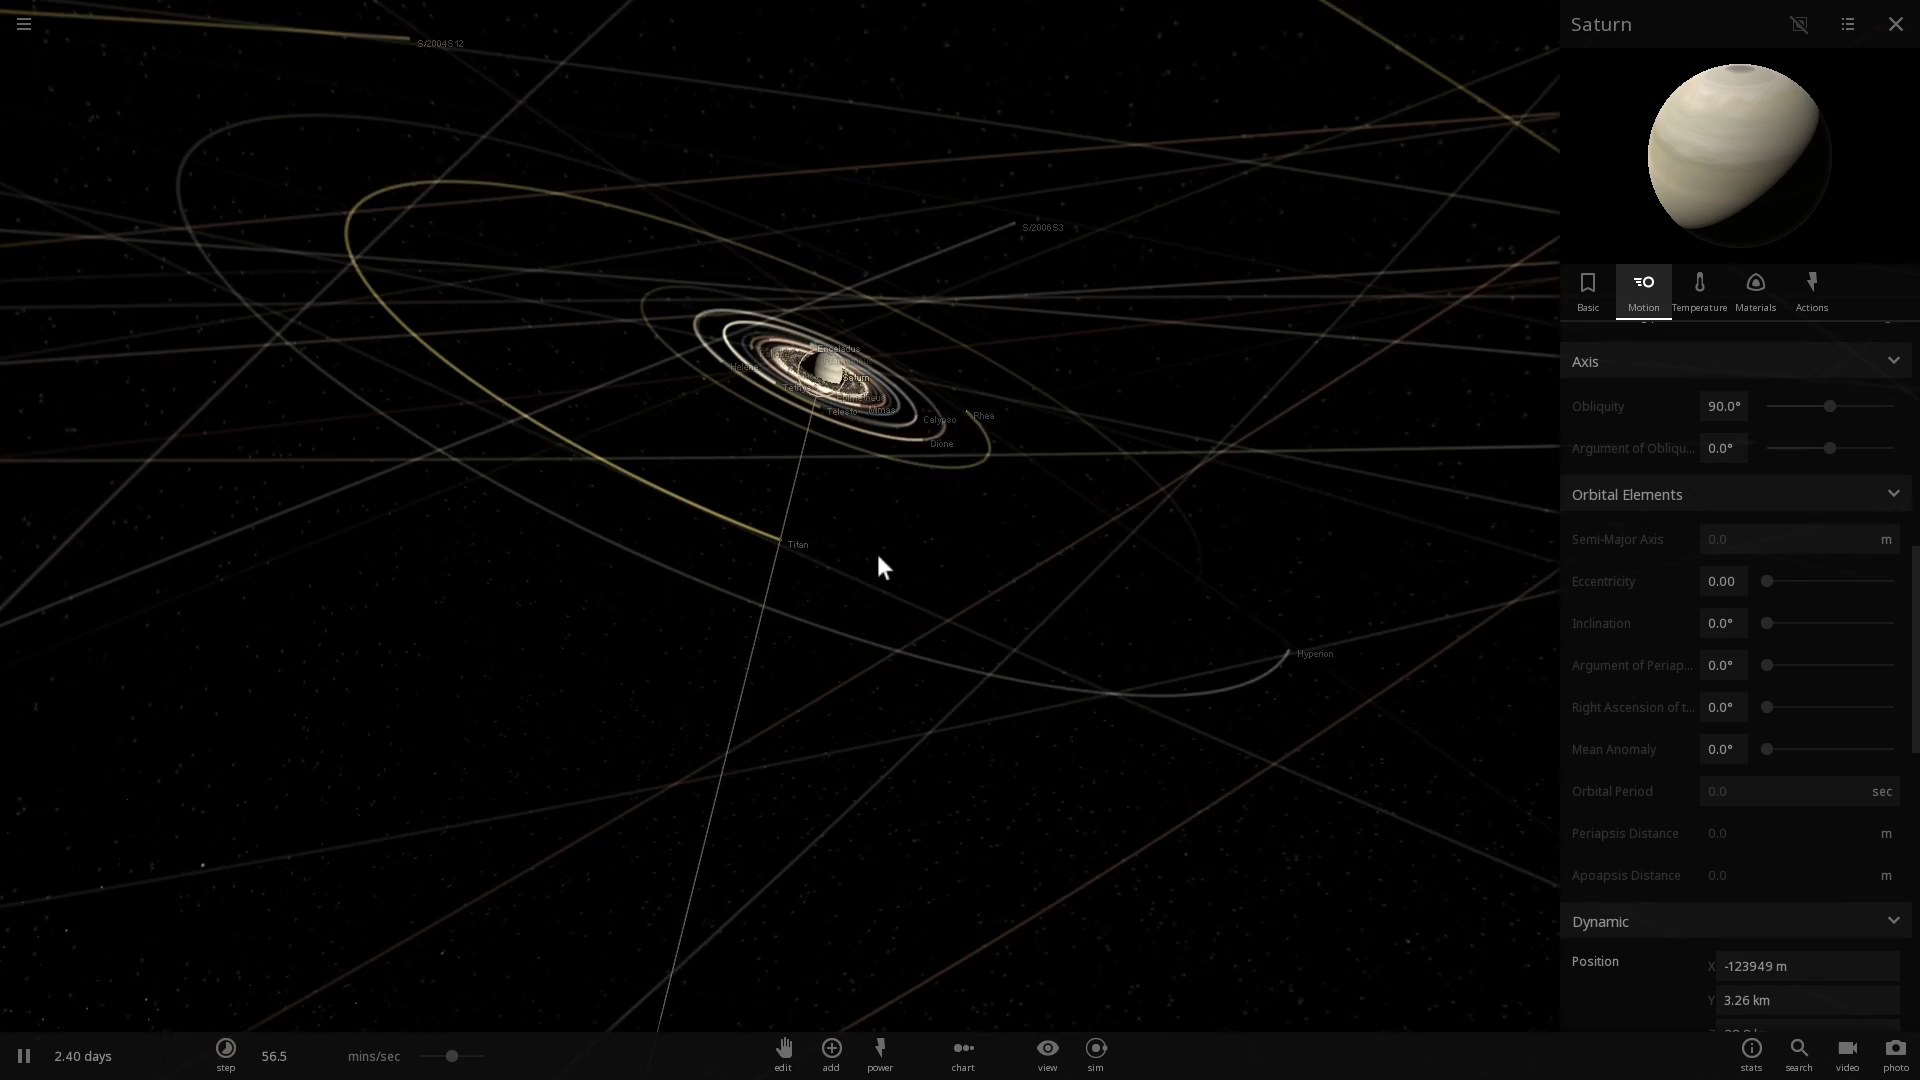 Saturn
S/2004S12
S/2006S3
Basic
Motion
Temperature
Materials
Actions
Enceladus
Helene
Saturn
Tethys
Epimetheus
Telesto
Mimas
Calypso
Rhea
Dione
Titan
Hyperion
Axis
Obliquity 90.0°
Argument of Obliqu... 0.0°
Orbital Elements
Semi-Major Axis 0.0 m
Eccentricity 0.00
Inclination 0.0°
Argument of Periap... 0.0°
Right Ascension of t... 0.0°
Mean Anomaly 0.0°
Orbital Period 0.0 sec
Periapsis Distance 0.0 m
Apoapsis Distance 0.0 m
Dynamic
Position X -123949 m
Y 3.26 km
2.40 days
step
56.5
mins/sec
edit
add
power
chart
view
sim
stats
search
video
photo